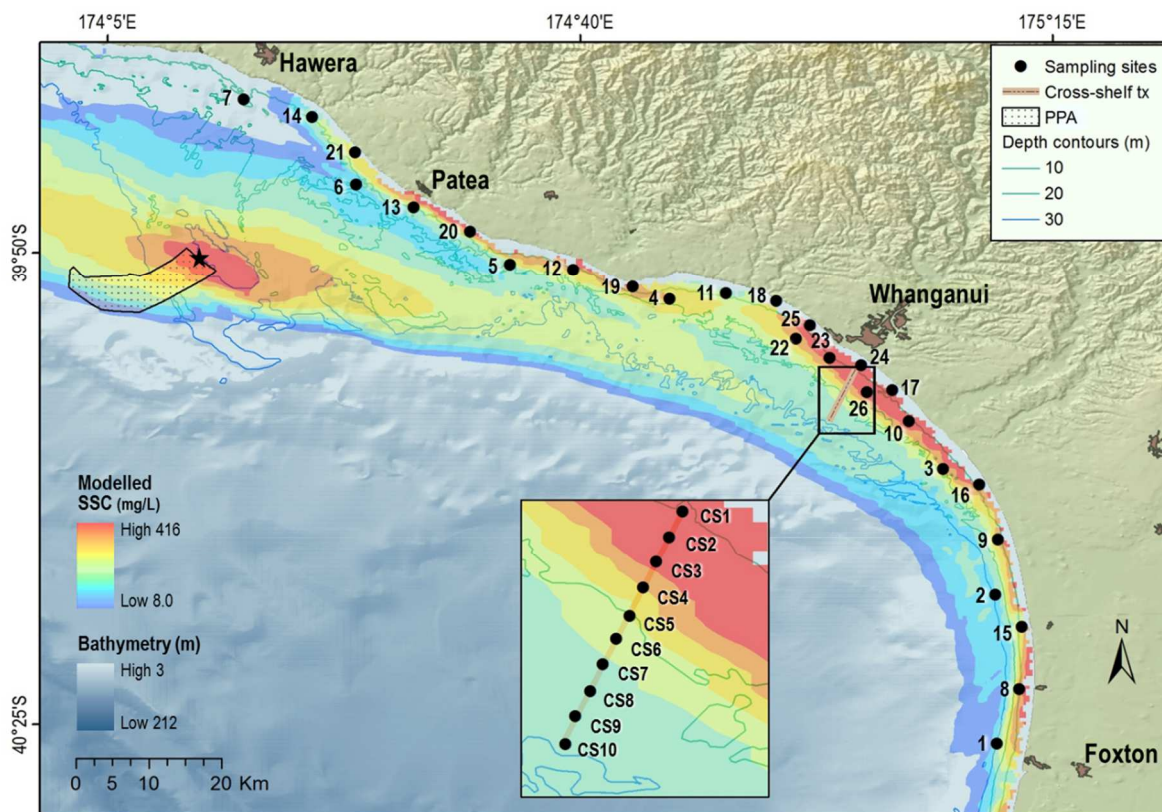 174°5'E
174°40'E
175°15'E
Hawera
7
14
21
6
Patea
13
20
39°50'S
39°50'S
5
12
19
4
11
18
Whanganui
25
22
23
24
26
17
10
3
16
9
2
15
8
1
Foxton
40°25'S
40°25'S
Sampling sites
Cross-shelf tx
PPA
Depth contours (m)
10
20
30
Modelled
SSC (mg/L)
High 416
Low 8.0
Bathymetry (m)
High 3
Low 212
0 5 10 20 Km
CS1
CS2
CS3
CS4
CS5
CS6
CS7
CS8
CS9
CS10
N